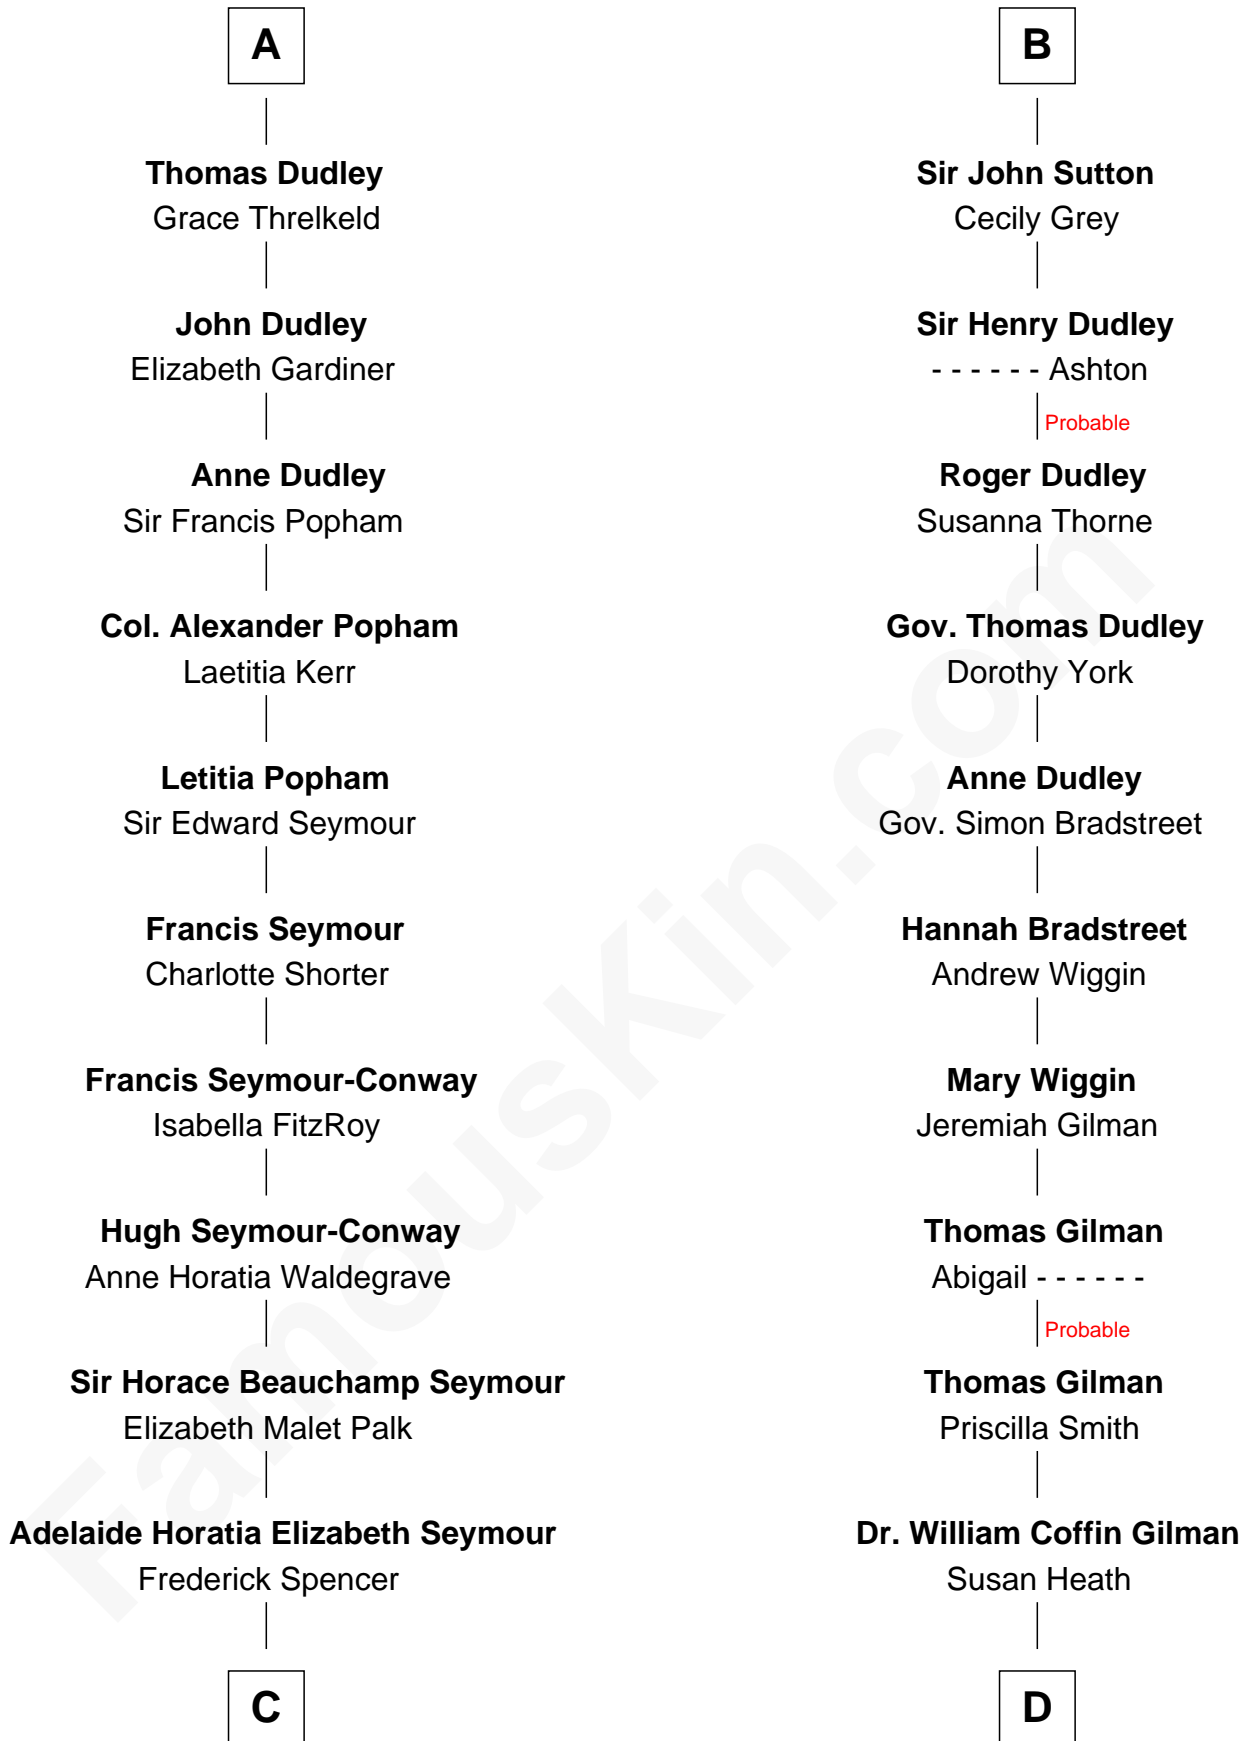 A
Thomas Dudley
Grace Threlkeld
John Dudley
Elizabeth Gardiner
Anne Dudley
Sir Francis Popham
Col. Alexander Popham
Laetitia Kerr
Letitia Popham
Sir Edward Seymour
Francis Seymour
Charlotte Shorter
Francis Seymour-Conway
Isabella FitzRoy
Hugh Seymour-Conway
Anne Horatia Waldegrave
Sir Horace Beauchamp Seymour
Elizabeth Malet Palk
Adelaide Horatia Elizabeth Seymour
Frederick Spencer
C
B
Sir John Sutton
Cecily Grey
Sir Henry Dudley
- - - - - - Ashton
Probable
Roger Dudley
Susanna Thorne
Gov. Thomas Dudley
Dorothy York
Anne Dudley
Gov. Simon Bradstreet
Hannah Bradstreet
Andrew Wiggin
Mary Wiggin
Jeremiah Gilman
Thomas Gilman
Abigail - - - - - -
Probable
Thomas Gilman
Priscilla Smith
Dr. William Coffin Gilman
Susan Heath
D
FamousKin.com